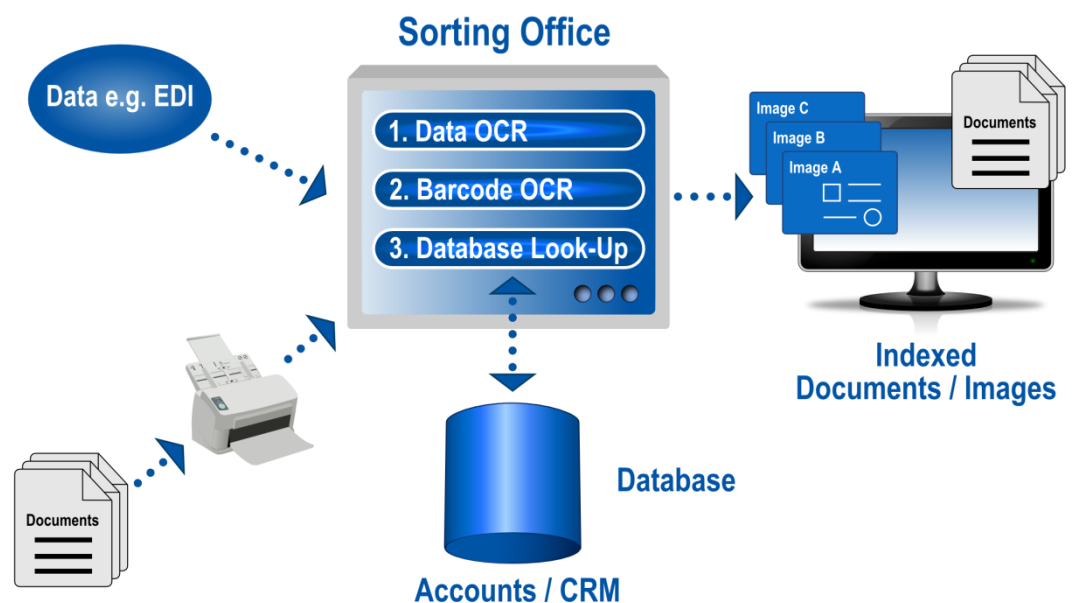 Sorting Office
Data e.g. EDI
1. Data OCR
2. Barcode OCR
3. Database Look-Up
Image C
Image B
Image A
Documents
Indexed
Documents / Images
Documents
Database
Accounts / CRM